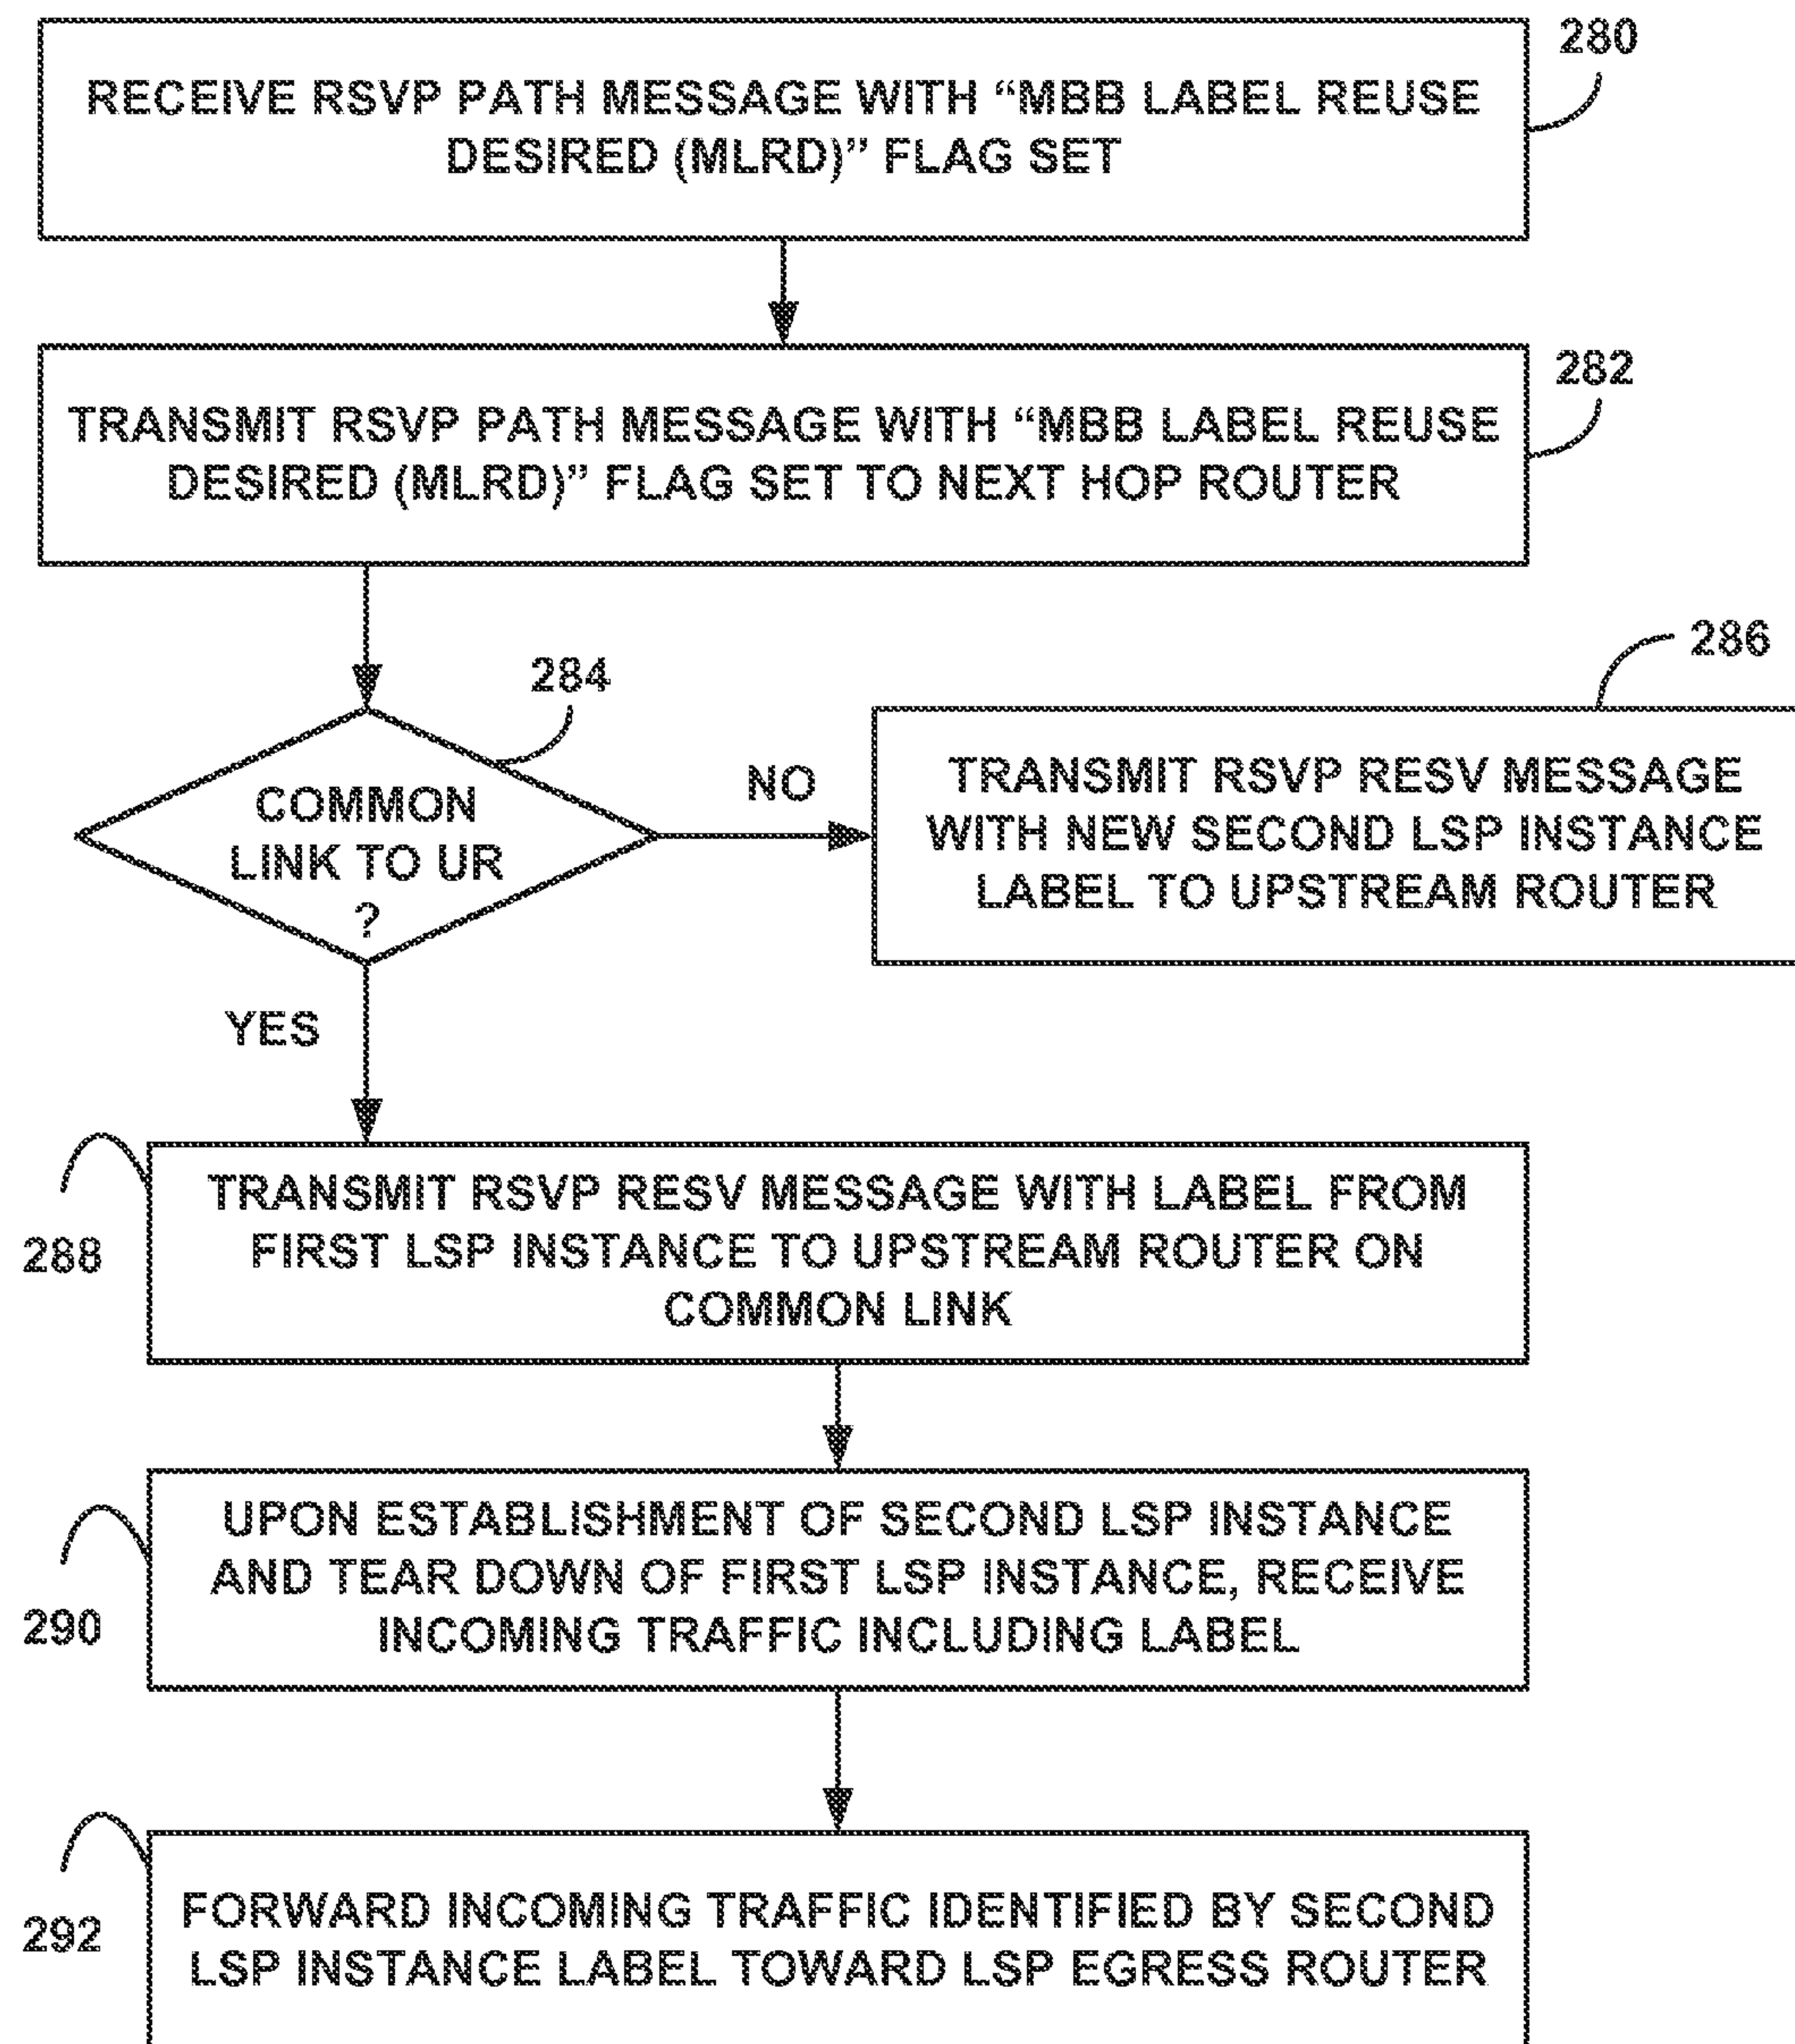 280
RECEIVE RSVP PATH MESSAGE WITH “MBB LABEL REUSE
DESIRED (MLRD)” FLAG SET
282
TRANSMIT RSVP PATH MESSAGE WITH “MBB LABEL REUSE
DESIRED (MLRD)” FLAG SET TO NEXT HOP ROUTER
284
COMMON
LINK TO UR
?
NO
286
TRANSMIT RSVP RESV MESSAGE
WITH NEW SECOND LSP INSTANCE
LABEL TO UPSTREAM ROUTER
YES
288
TRANSMIT RSVP RESV MESSAGE WITH LABEL FROM
FIRST LSP INSTANCE TO UPSTREAM ROUTER ON
COMMON LINK
290
UPON ESTABLISHMENT OF SECOND LSP INSTANCE
AND TEAR DOWN OF FIRST LSP INSTANCE, RECEIVE
INCOMING TRAFFIC INCLUDING LABEL
292
FORWARD INCOMING TRAFFIC IDENTIFIED BY SECOND
LSP INSTANCE LABEL TOWARD LSP EGRESS ROUTER